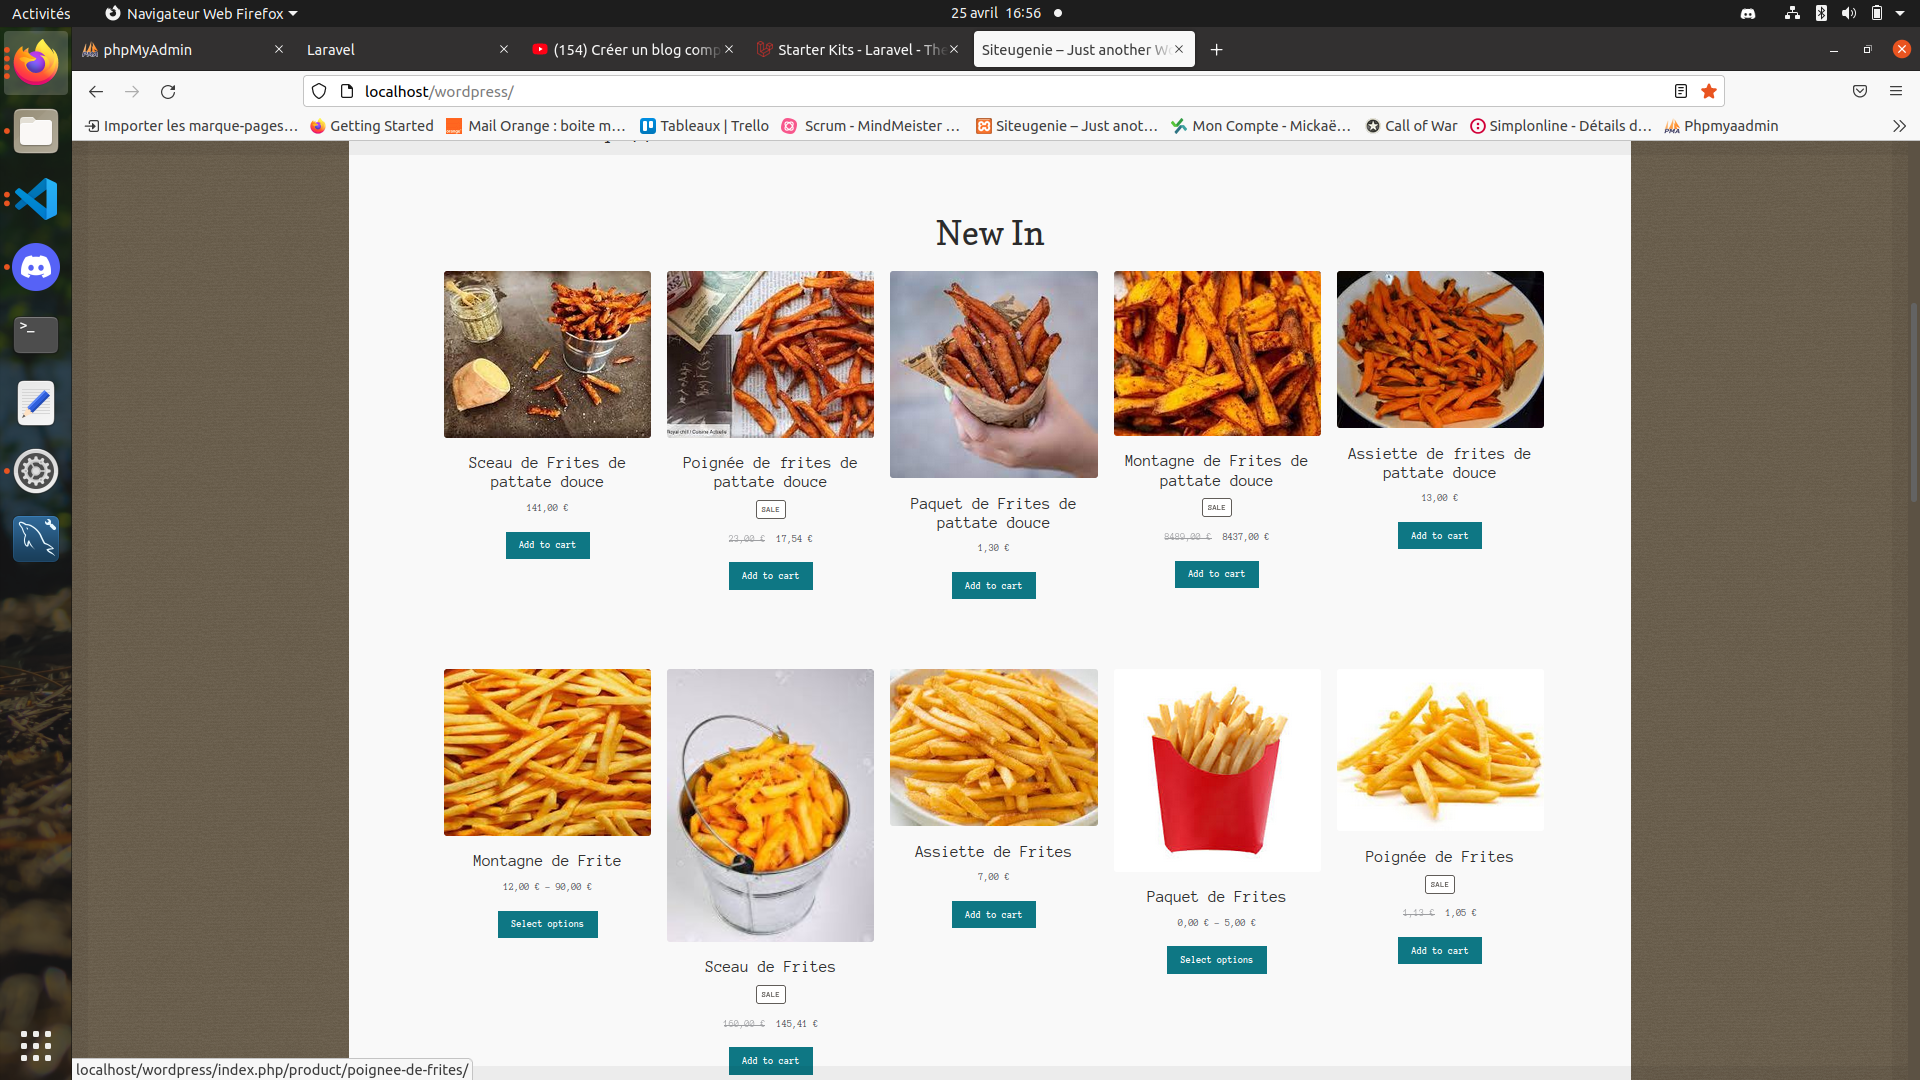 Activités
Navigateur Web Firefox
25 avril 16:56
phpMyAdmin
Laravel
(154) Créer un blog comp
Starter Kits - Laravel - The
Siteugenie – Just another Wo
localhost/wordpress/
Importer les marque-pages…
Getting Started
Mail Orange : boite m…
Tableaux | Trello
Scrum - MindMeister …
Siteugenie – Just anot…
Mon Compte - Mickaë…
Call of War
Simplonline - Détails d…
Phpmyaadmin
New In
Sceau de Frites de
pattate douce
141,00 €
Add to cart
Poignée de frites de
pattate douce
SALE
23,00 € 17,54 €
Add to cart
Paquet de Frites de
pattate douce
1,30 €
Add to cart
Montagne de Frites de
pattate douce
SALE
8489,00 € 8437,00 €
Add to cart
Assiette de frites de
pattate douce
13,00 €
Add to cart
Montagne de Frite
12,00 € – 90,00 €
Select options
Sceau de Frites
SALE
160,00 € 145,41 €
Add to cart
Assiette de Frites
7,00 €
Add to cart
Paquet de Frites
0,00 € – 5,00 €
Select options
Poignée de Frites
SALE
1,13 € 1,05 €
Add to cart
localhost/wordpress/index.php/product/poignee-de-frites/